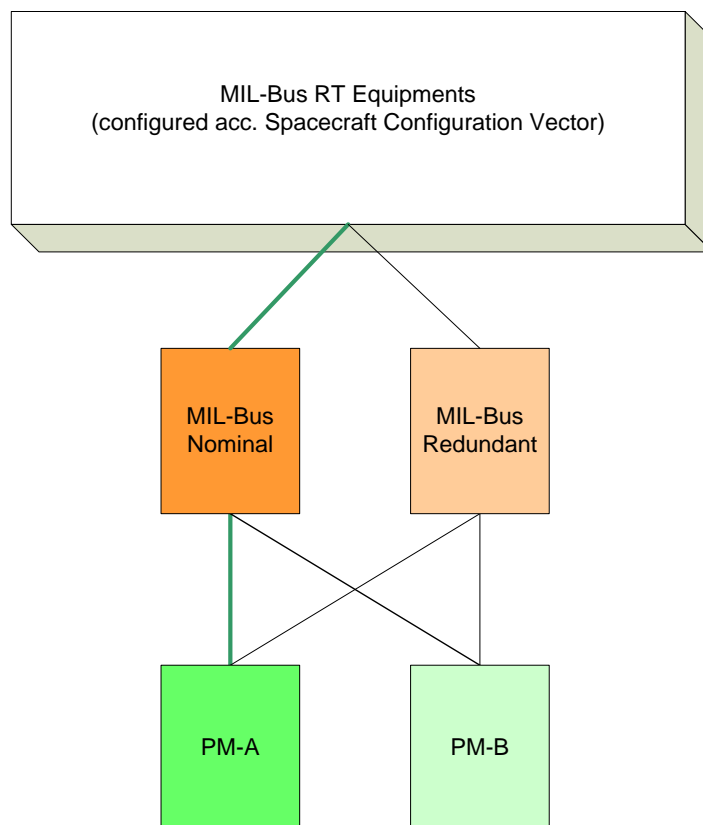 MIL-Bus RT Equipments
(configured acc. Spacecraft Configuration Vector)
MIL-Bus
Nominal
MIL-Bus
Redundant
PM-A
PM-B